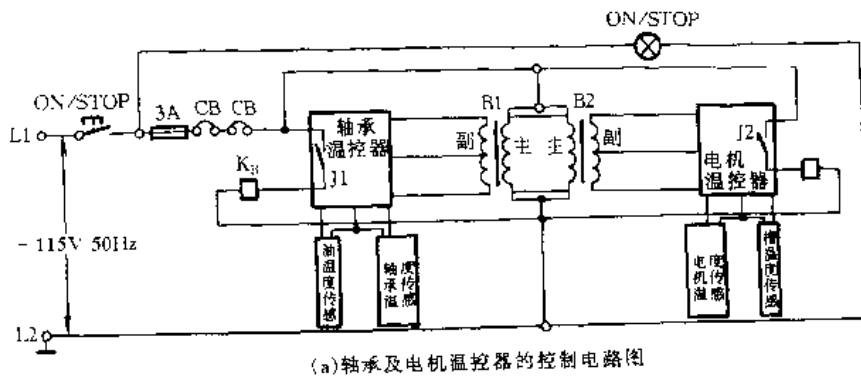 ON/STOP
ON/STOP
3A
CB
CB
L1
轴承
温控器
J1
K_B
副
B1
主
主
B2
副
J2
电机
温控器
~115V 50Hz
油温度传感
轴承温度传感
电机温度传感
槽温度传感
L2
(a)轴承及电机温控器的控制电路图